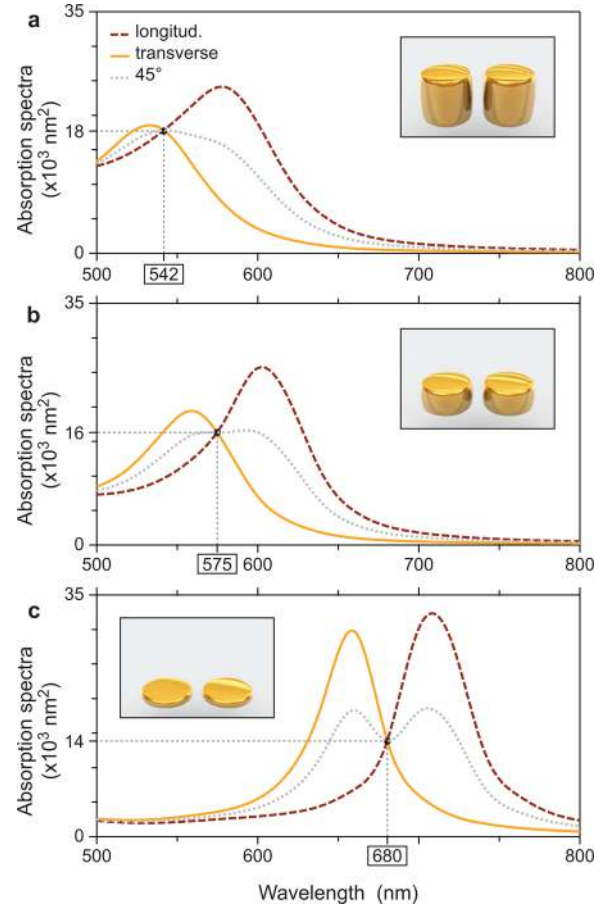 a
longitud.
transverse
45°
Absorption spectra
(x10³ nm²)
35
18
0
500
542
600
700
800
b
Absorption spectra
(x10³ nm²)
35
16
0
500
575
600
700
800
c
Absorption spectra
(x10³ nm²)
35
14
0
500
600
680
700
800
Wavelength (nm)